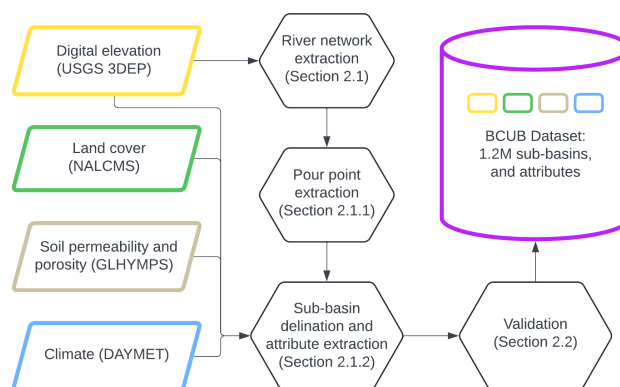 Digital elevation
(USGS 3DEP)
River network
extraction
(Section 2.1)
BCUB Dataset:
1.2M sub-basins,
and attributes
Land cover
(NALCMS)
Pour point
extraction
(Section 2.1.1)
Soil permeability and
porosity (GLHYMPS)
Climate (DAYMET)
Sub-basin
delination and
attribute extraction
(Section 2.1.2)
Validation
(Section 2.2)